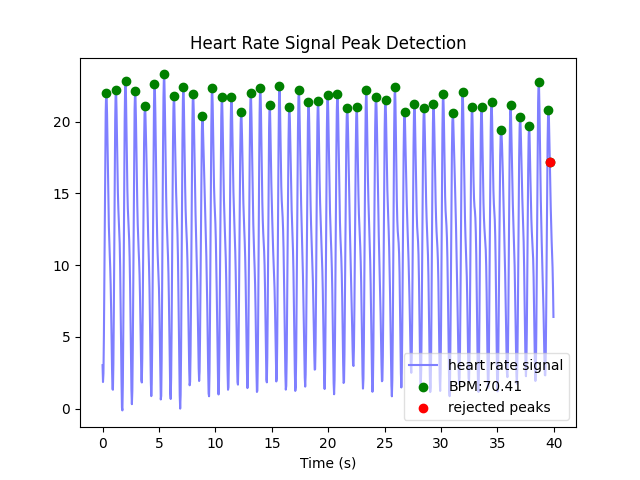 Heart Rate Signal Peak Detection
20
15
10
5
0
heart rate signal
BPM:70.41
rejected peaks
0 5 10 15 20 25 30 35 40
Time (s)